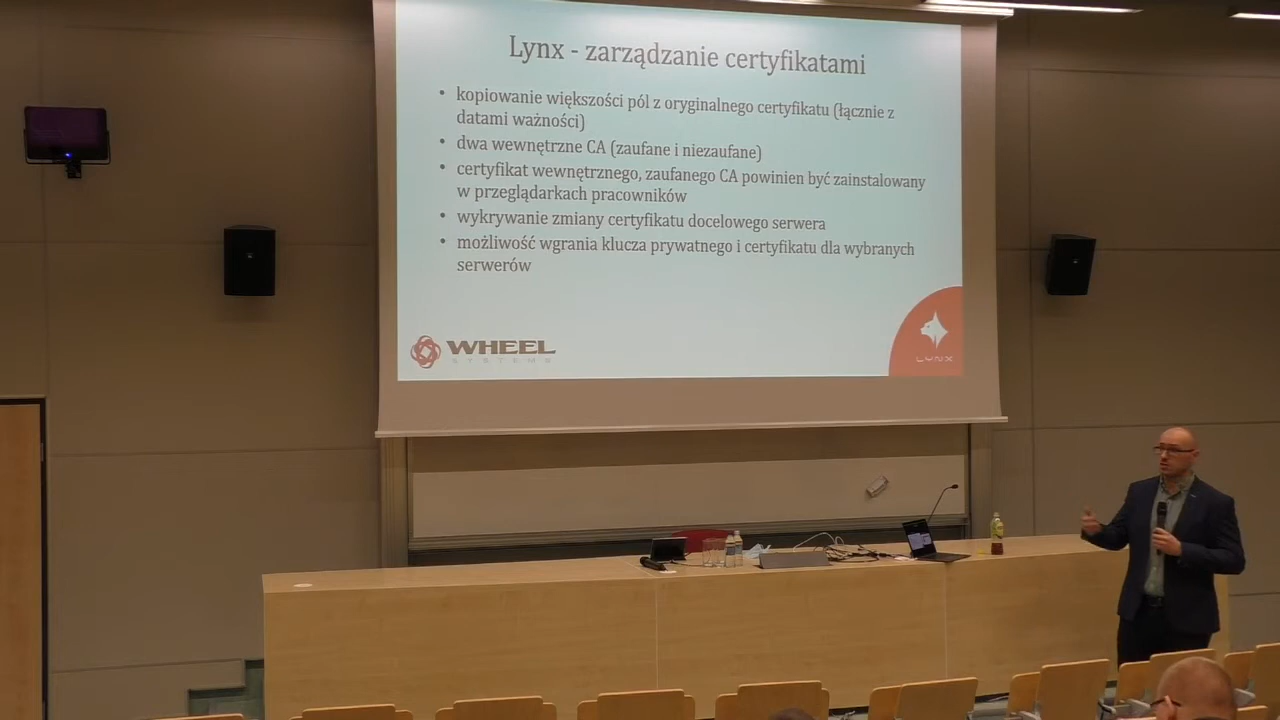 Lynx - zarządzanie certyfikatami
• kopiowanie większości pól z oryginalnego certyfikatu (łącznie z
datami ważności)
• dwa wewnętrzne CA (zaufane i niezaufane)
• certyfikat wewnętrznego, zaufanego CA powinien być zainstalowany
w przeglądarkach pracowników
• wykrywanie zmiany certyfikatu docelowego serwera
• możliwość wgrania klucza prywatnego i certyfikatu dla wybranych
serwerów
WHEEL
SYSTEMS
LYNX